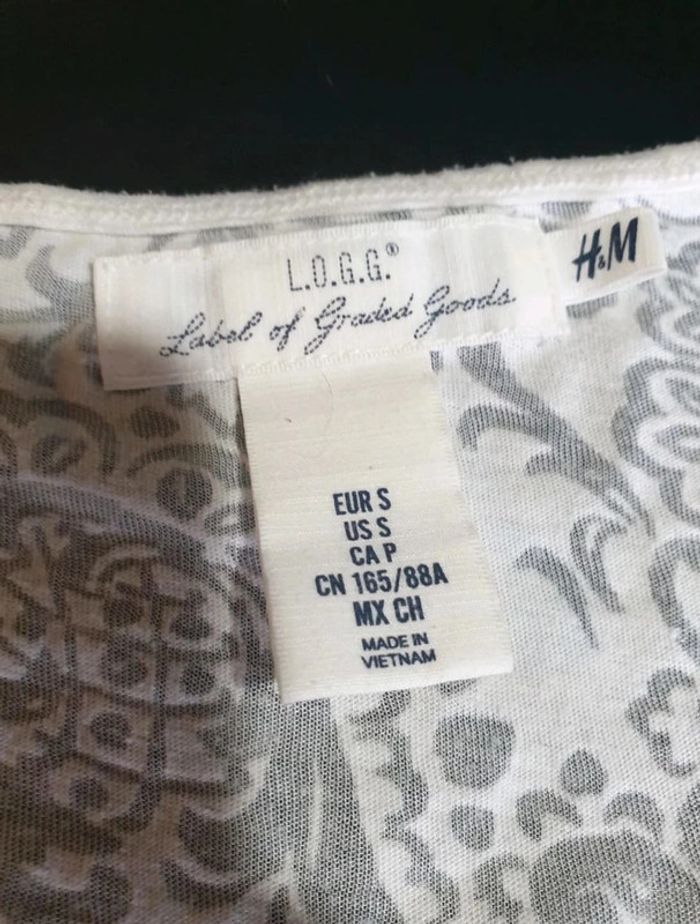 L.O.G.G.®
Label of Graded Goods
H&M
EUR S
US S
CA P
CN 165/88A
MX CH
MADE IN
VIETNAM